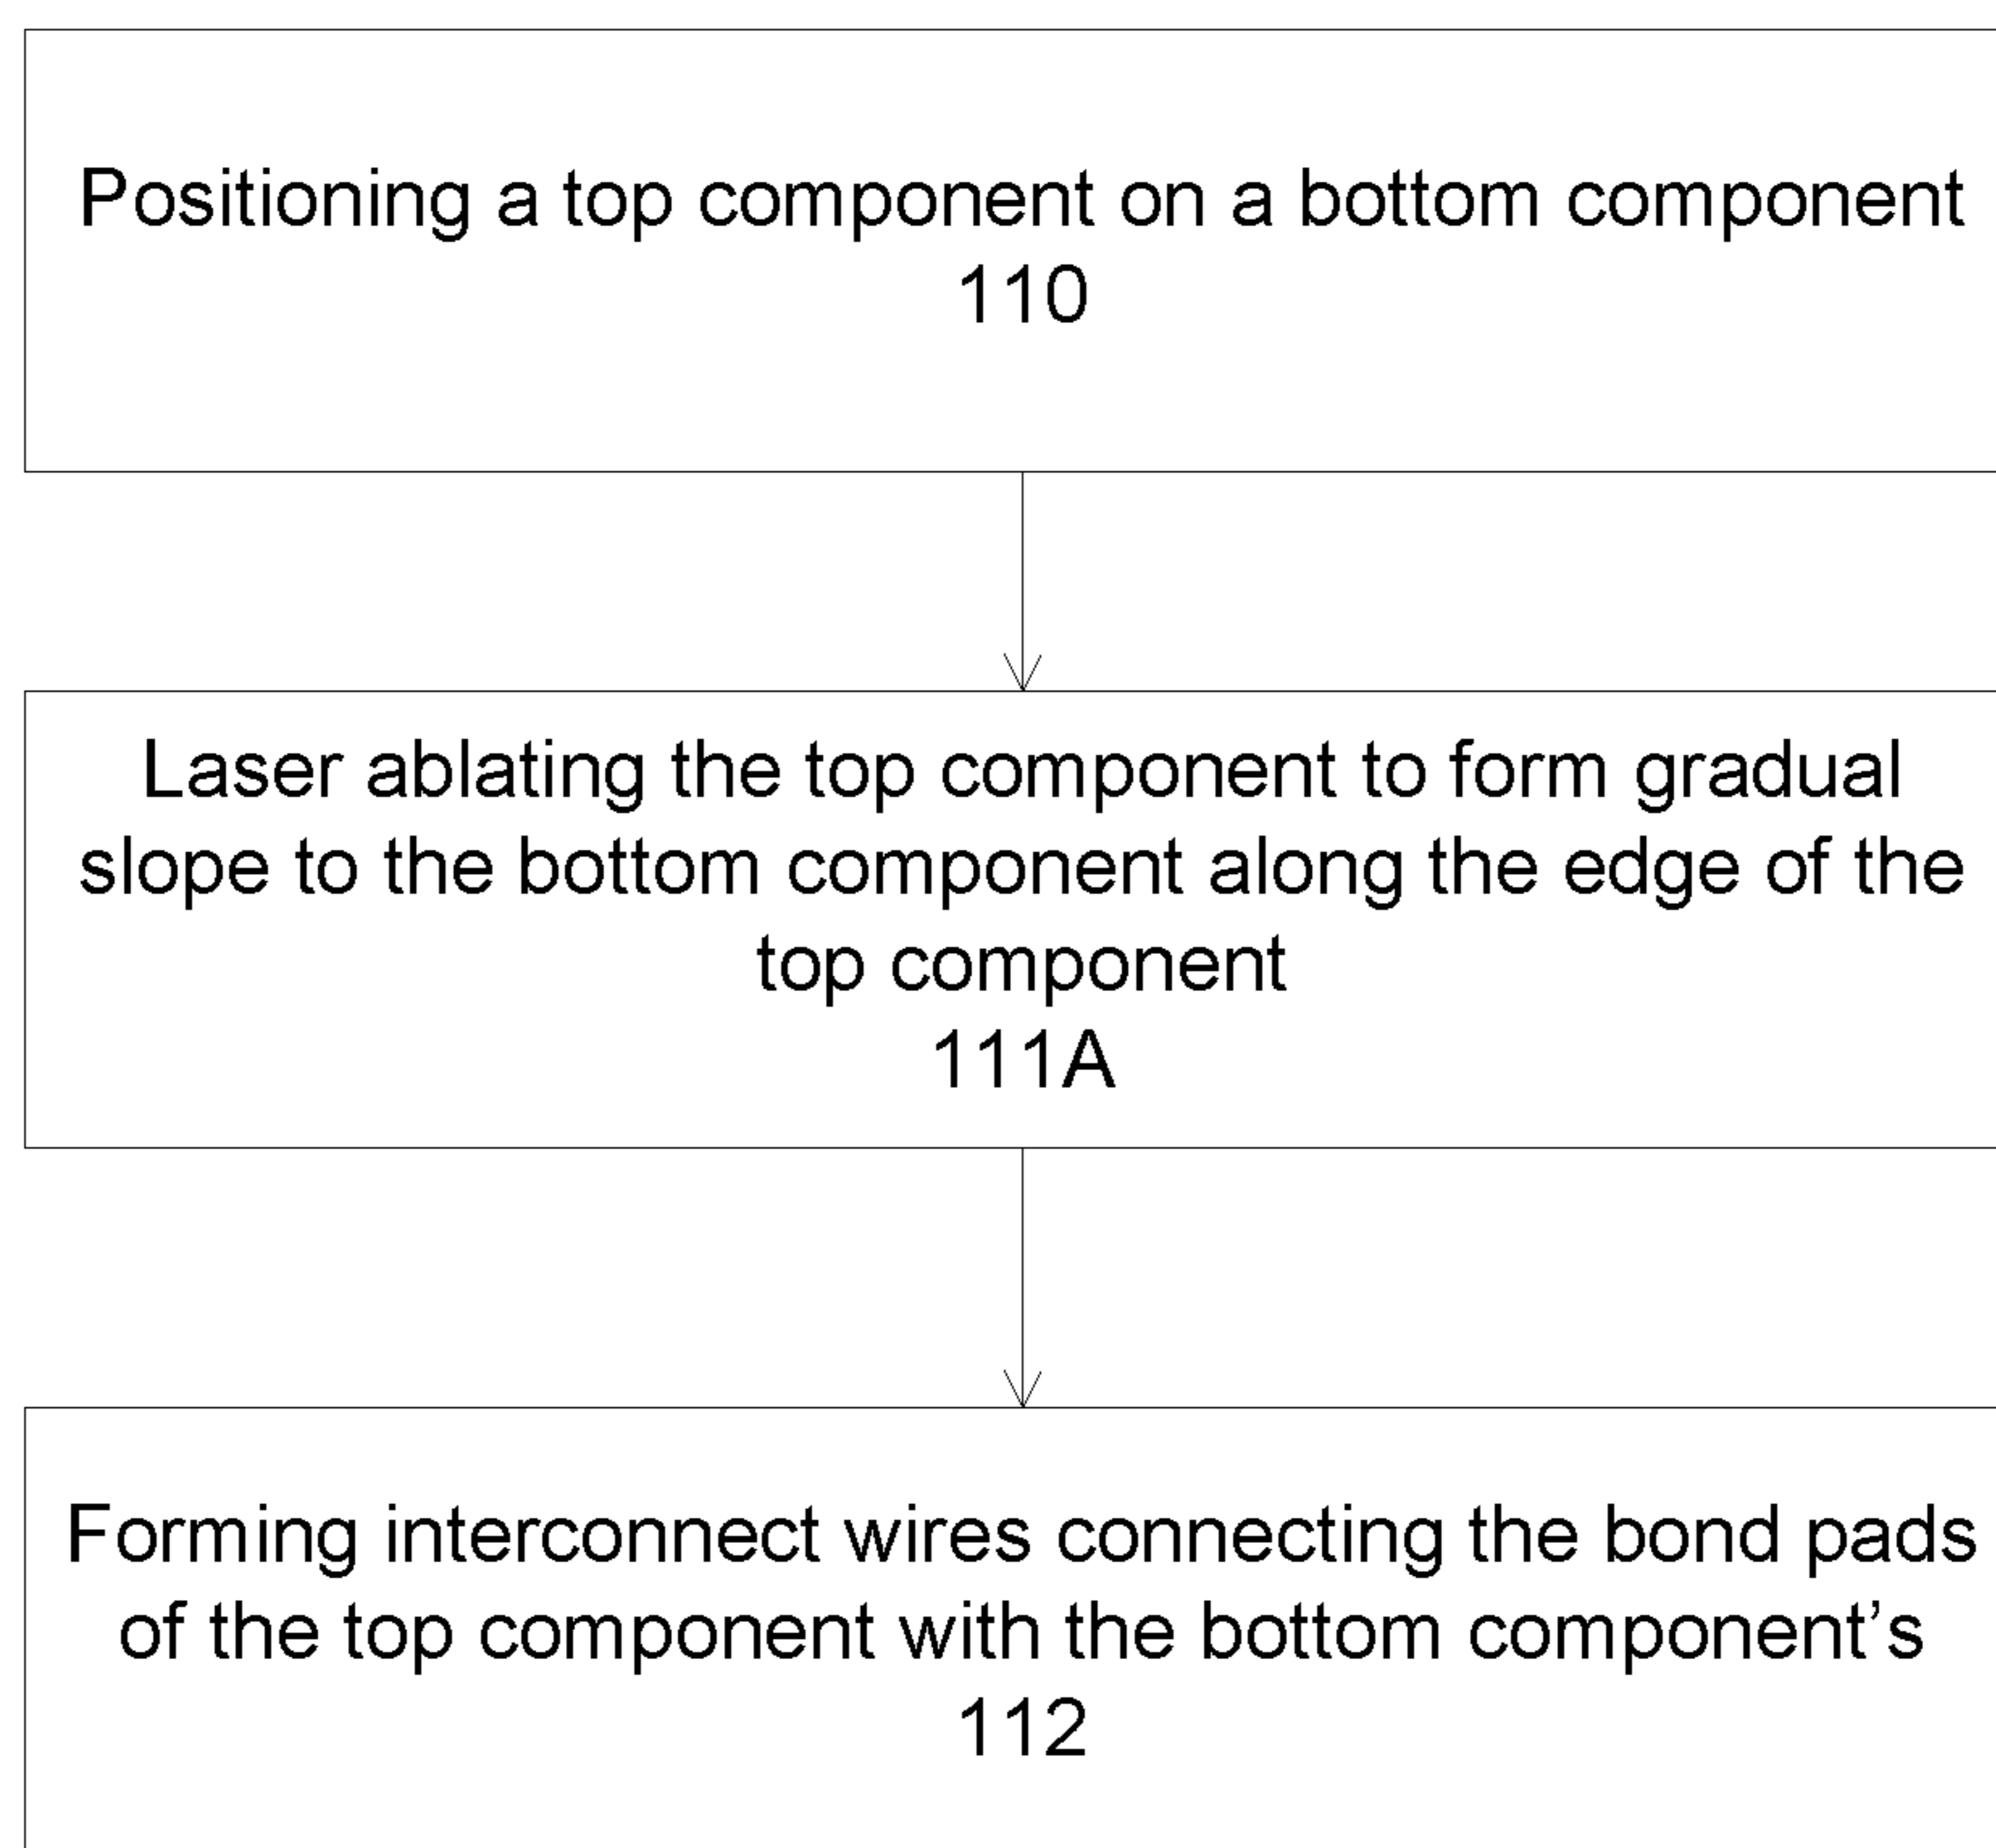 Positioning a top component on a bottom component
110
Laser ablating the top component to form gradual
slope to the bottom component along the edge of the
top component
111A
Forming interconnect wires connecting the bond pads
of the top component with the bottom component’s
112